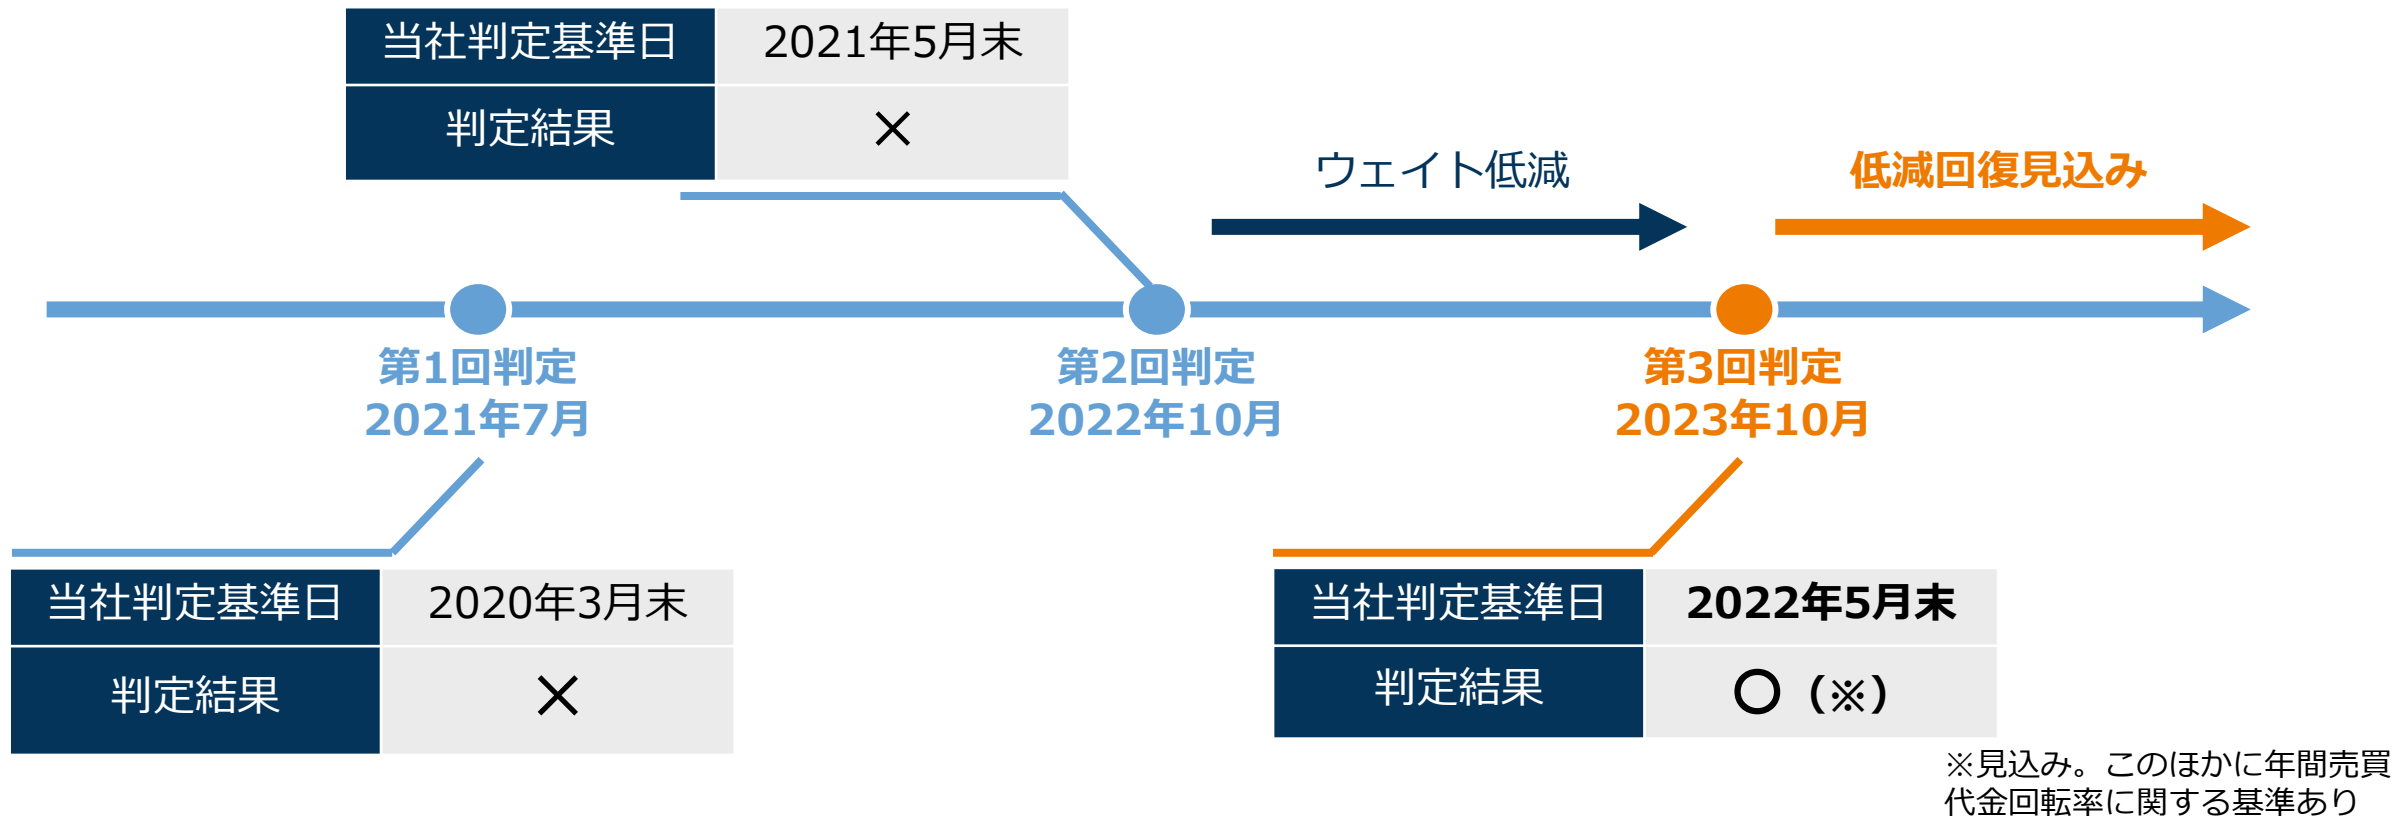 当社判定基準日 2021年5月末
判定結果 ×
ウェイト低減
低減回復見込み
第1回判定
2021年7月
第2回判定
2022年10月
第3回判定
2023年10月
当社判定基準日 2020年3月末
判定結果 ×
当社判定基準日 2022年5月末
判定結果 〇（※）
※見込み。このほかに年間売買
代金回転率に関する基準あり